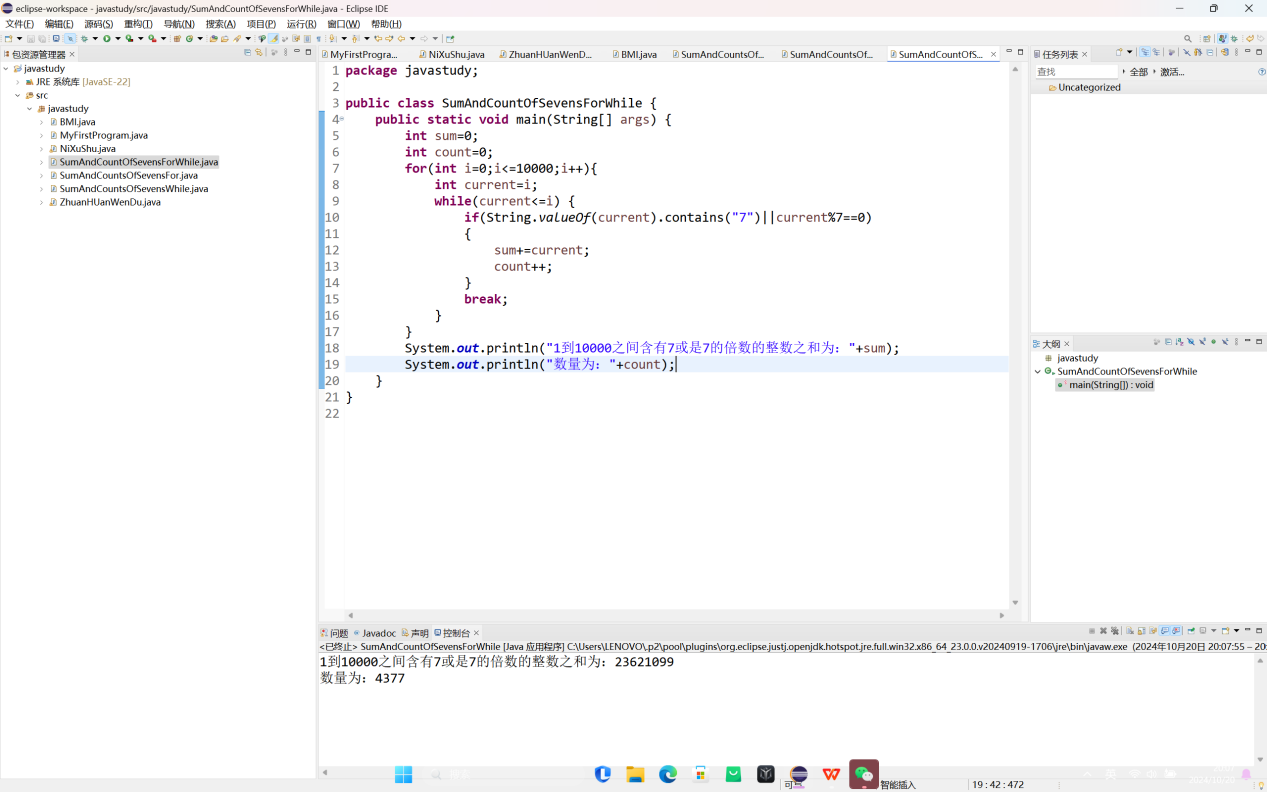 eclipse-workspace - javastudy/src/javastudy/SumAndCountOfSevensForWhile.java - Eclipse IDE
文件(F) 编辑(E) 源码(S) 重构(T) 导航(N) 搜索(A) 项目(P) 运行(R) 窗口(W) 帮助(H)
包资源管理器
javastudy
JRE 系统库 [JavaSE-22]
src
javastudy
BMI.java
MyFirstProgram.java
NiXuShu.java
SumAndCountOfSevensForWhile.java
SumAndCountsOfSevensFor.java
SumAndCountsOfSevensWhile.java
ZhuanHUanWenDu.java
MyFirstProgra... NiXuShu.java ZhuanHUanWenD... BMI.java SumAndCountsOf... SumAndCountsOf... SumAndCountOfS...
1 package javastudy;
2
3 public class SumAndCountOfSevensForWhile {
4 public static void main(String[] args) {
5 int sum=0;
6 int count=0;
7 for(int i=0;i<=10000;i++){
8 int current=i;
9 while(current<=i) {
10 if(String.valueOf(current).contains("7")||current%7==0)
11 {
12 sum+=current;
13 count++;
14 }
15 break;
16 }
17 }
18 System.out.println("1到10000之间含有7或是7的倍数的整数之和为："+sum);
19 System.out.println("数量为："+count);
20 }
21 }
22
任务列表
查找 全部 激活...
Uncategorized
大纲
javastudy
SumAndCountOfSevensForWhile
main(String[]) : void
问题 Javadoc 声明 控制台
<已终止> SumAndCountOfSevensForWhile [Java 应用程序] C:\Users\LENOVO\.p2\pool\plugins\org.eclipse.justj.openjdk.hotspot.jre.full.win32.x86_64_23.0.0.v20240919-1706\jre\bin\javaw.exe (2024年10月20日 20:07:55 – 20:
1到10000之间含有7或是7的倍数的整数之和为：23621099
数量为：4377
智能插入 19 : 42 : 472